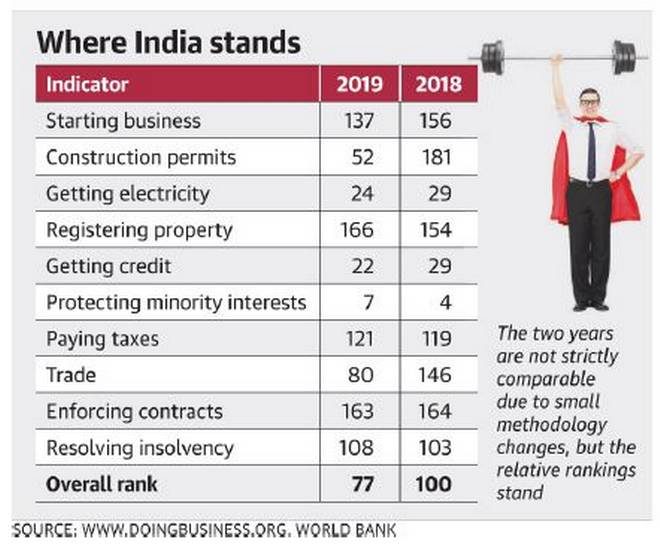 Where India stands
Indicator 2019 2018
Starting business 137 156
Construction permits 52 181
Getting electricity 24 29
Registering property 166 154
Getting credit 22 29
Protecting minority interests 7 4
Paying taxes 121 119
Trade 80 146
Enforcing contracts 163 164
Resolving insolvency 108 103
Overall rank 77 100
The two years
are not strictly
comparable
due to small
methodology
changes, but the
relative rankings
stand
SOURCE: WWW.DOINGBUSINESS.ORG. WORLD BANK